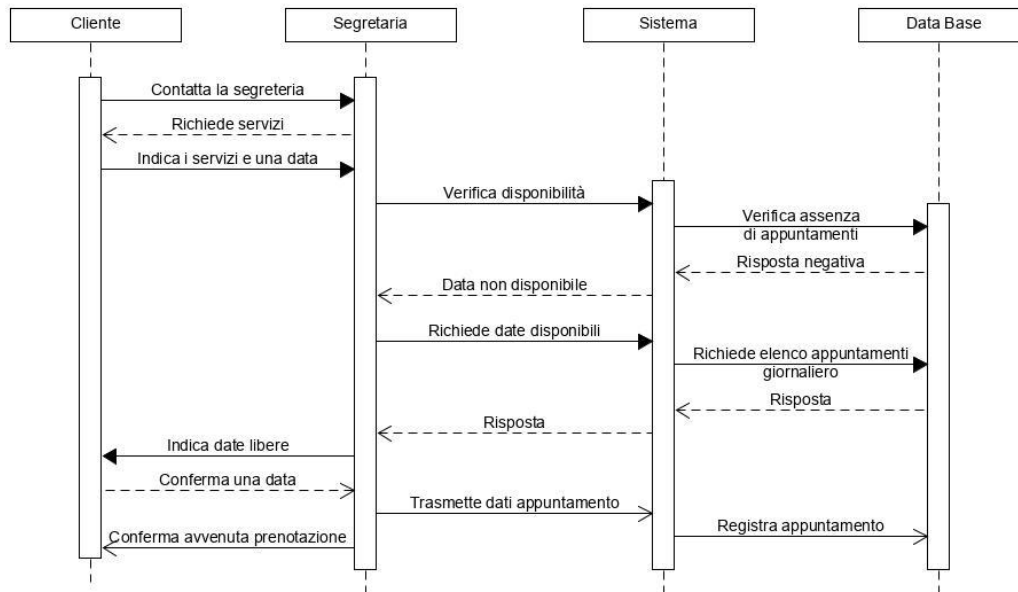 Cliente
Segretaria
Sistema
Data Base
Contatta la segreteria
Richiede servizi
Indica i servizi e una data
Verifica disponibilità
Verifica assenza
di appuntamenti
Risposta negativa
Data non disponibile
Richiede date disponibili
Richiede elenco appuntamenti
giornaliero
Risposta
Risposta
Indica date libere
Conferma una data
Trasmette dati appuntamento
Registra appuntamento
Conferma avvenuta prenotazione